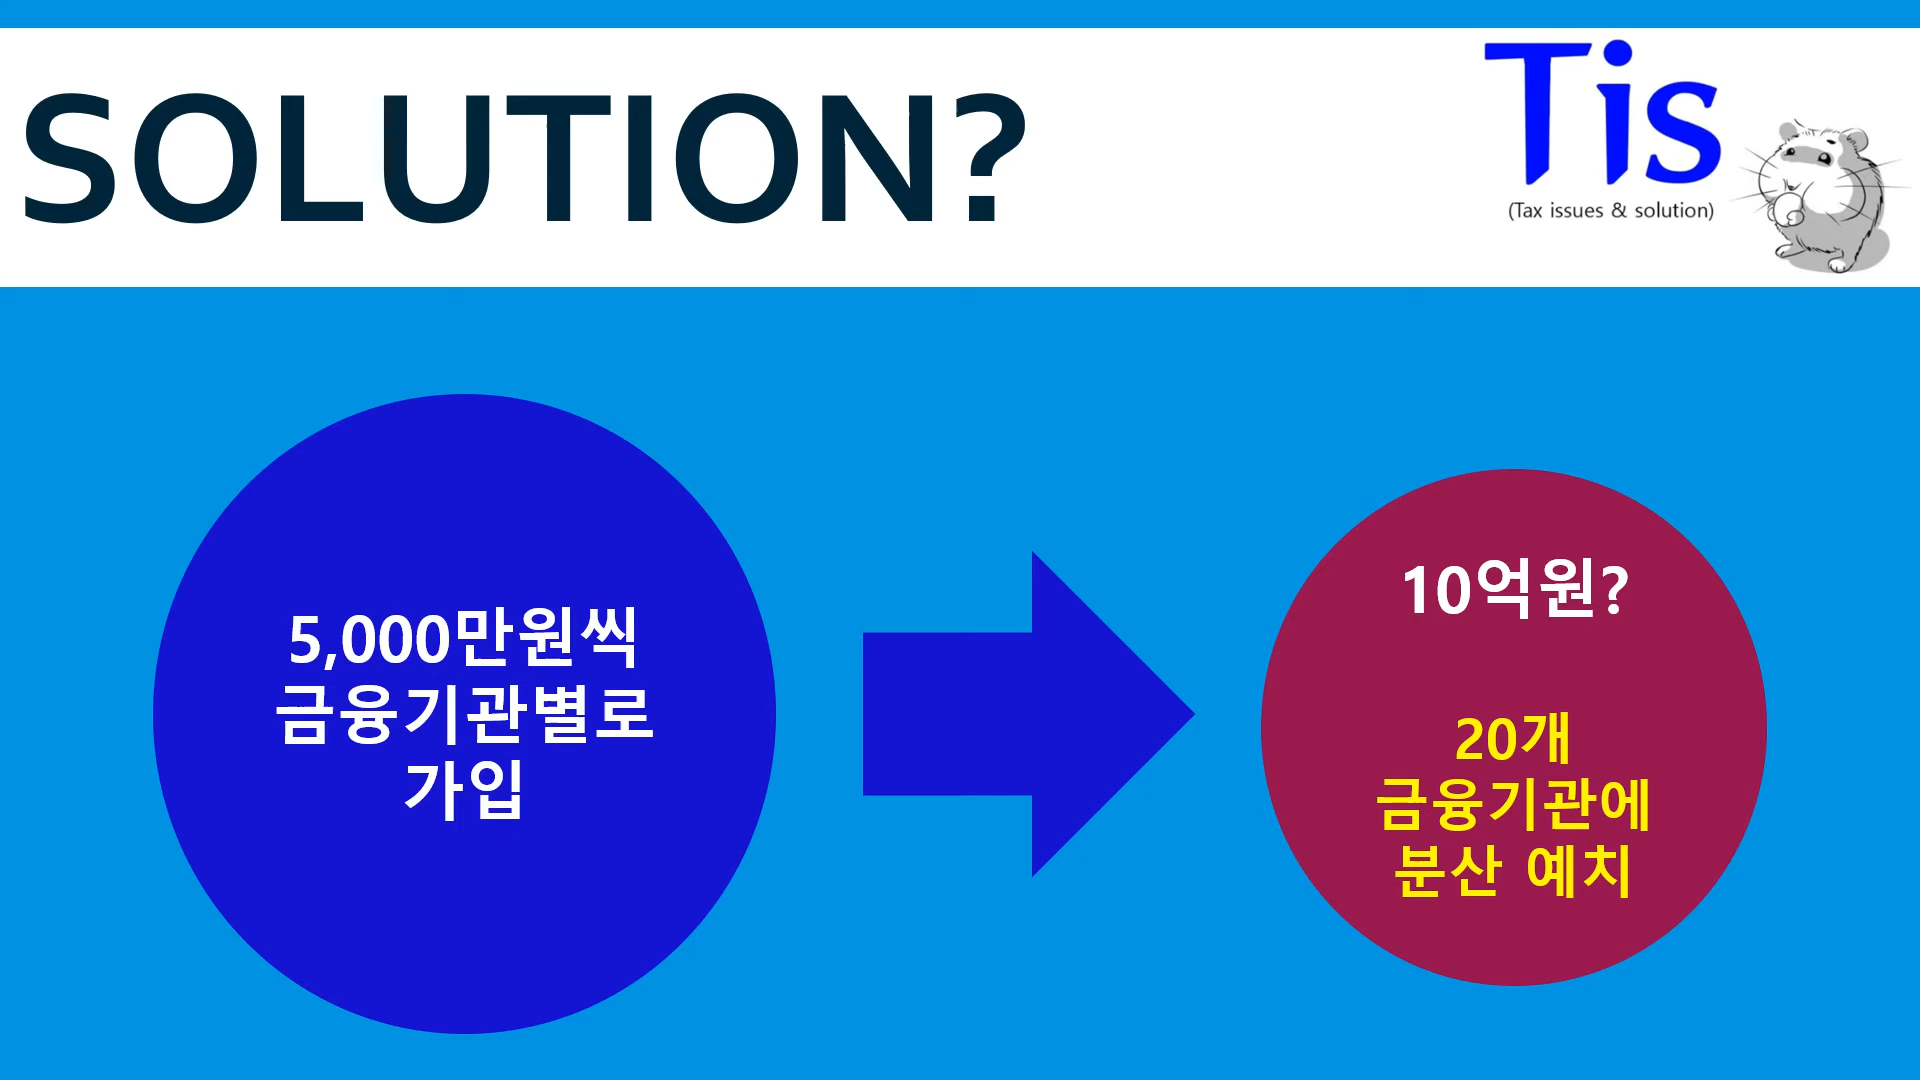 SOLUTION?
Tis
(Tax issues & solution)
5,000만원씩
금융기관별로
가입
10억원?
20개
금융기관에
분산 예치